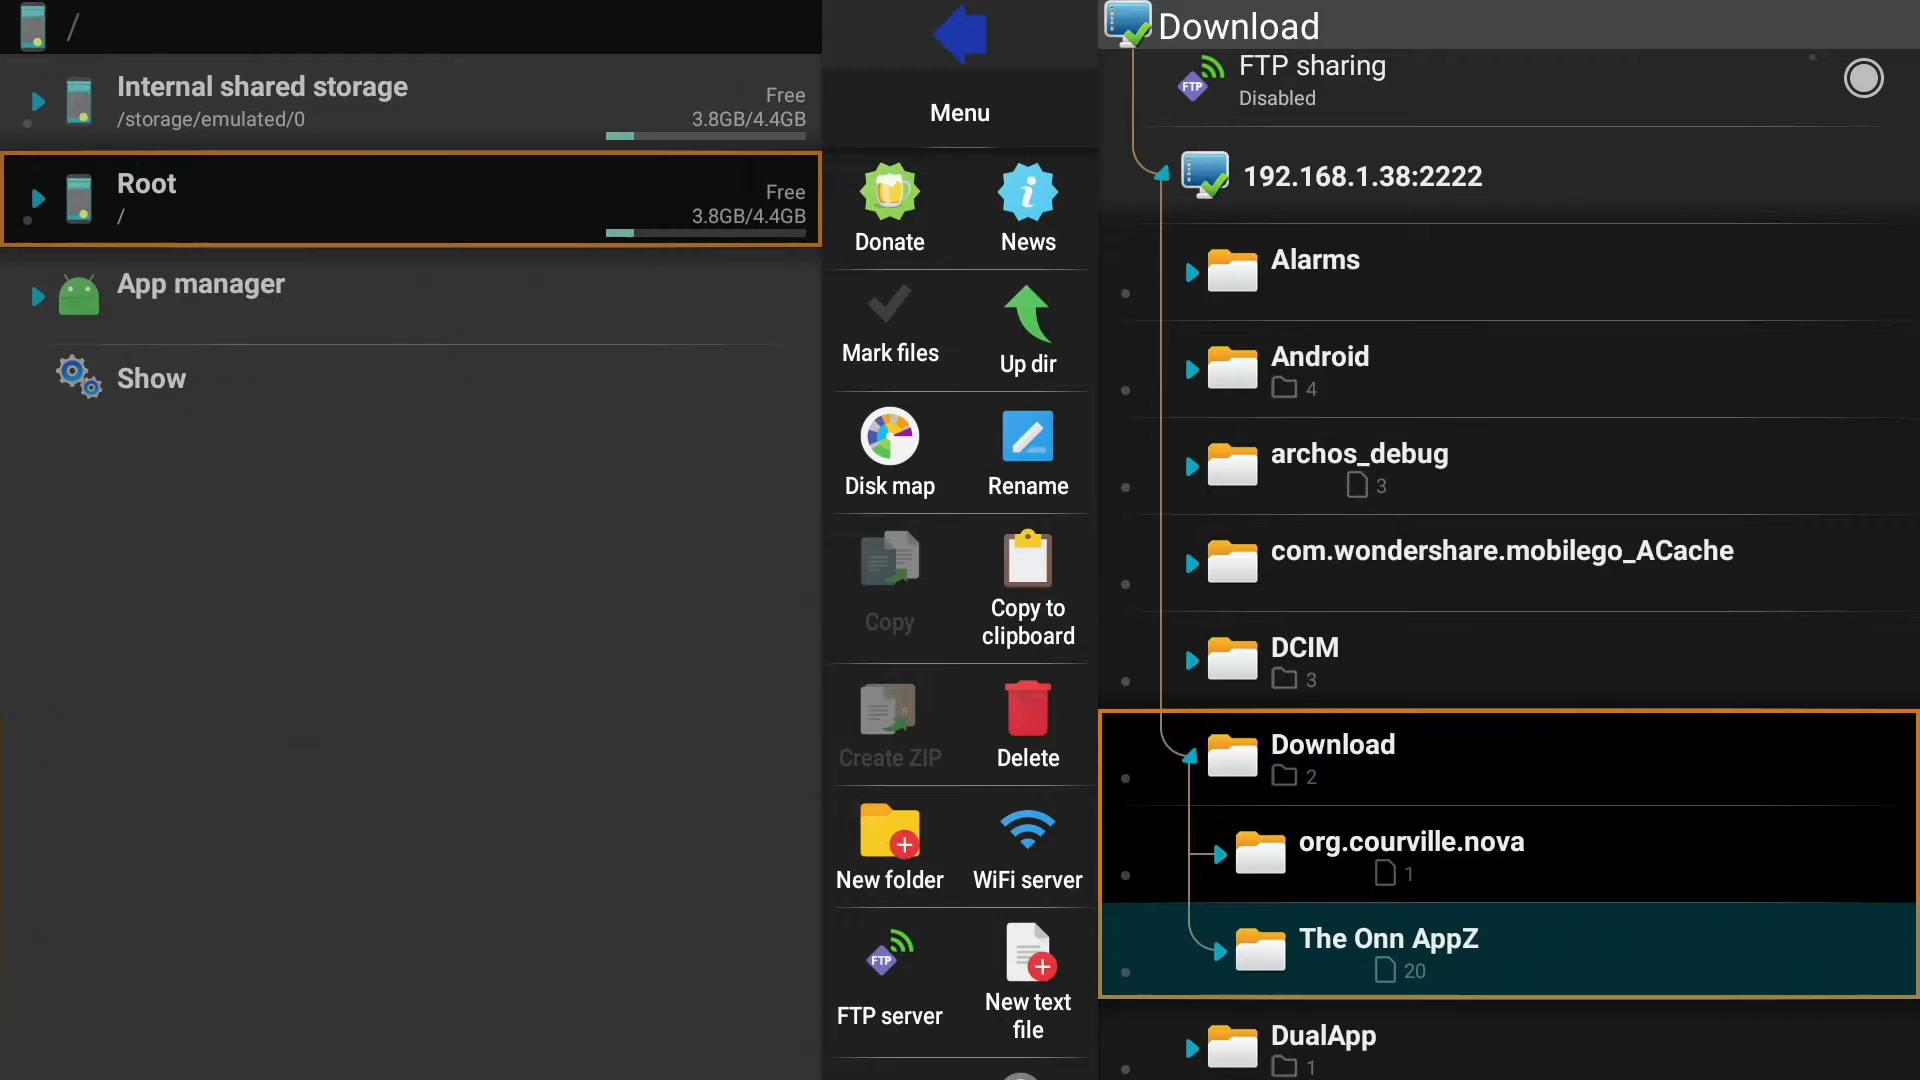 /
Internal shared storage
/storage/emulated/0
Free
3.8GB/4.4GB
Root
/
Free
3.8GB/4.4GB
App manager
Show
Menu
Donate
News
Mark files
Up dir
Disk map
Rename
Copy
Copy to
clipboard
Create ZIP
Delete
New folder
WiFi server
FTP
FTP server
New text
file
Download
FTP
FTP sharing
Disabled
192.168.1.38:2222
Alarms
Android
4
archos_debug
3
com.wondershare.mobilego_ACache
DCIM
3
Download
2
org.courville.nova
1
The Onn AppZ
20
DualApp
1